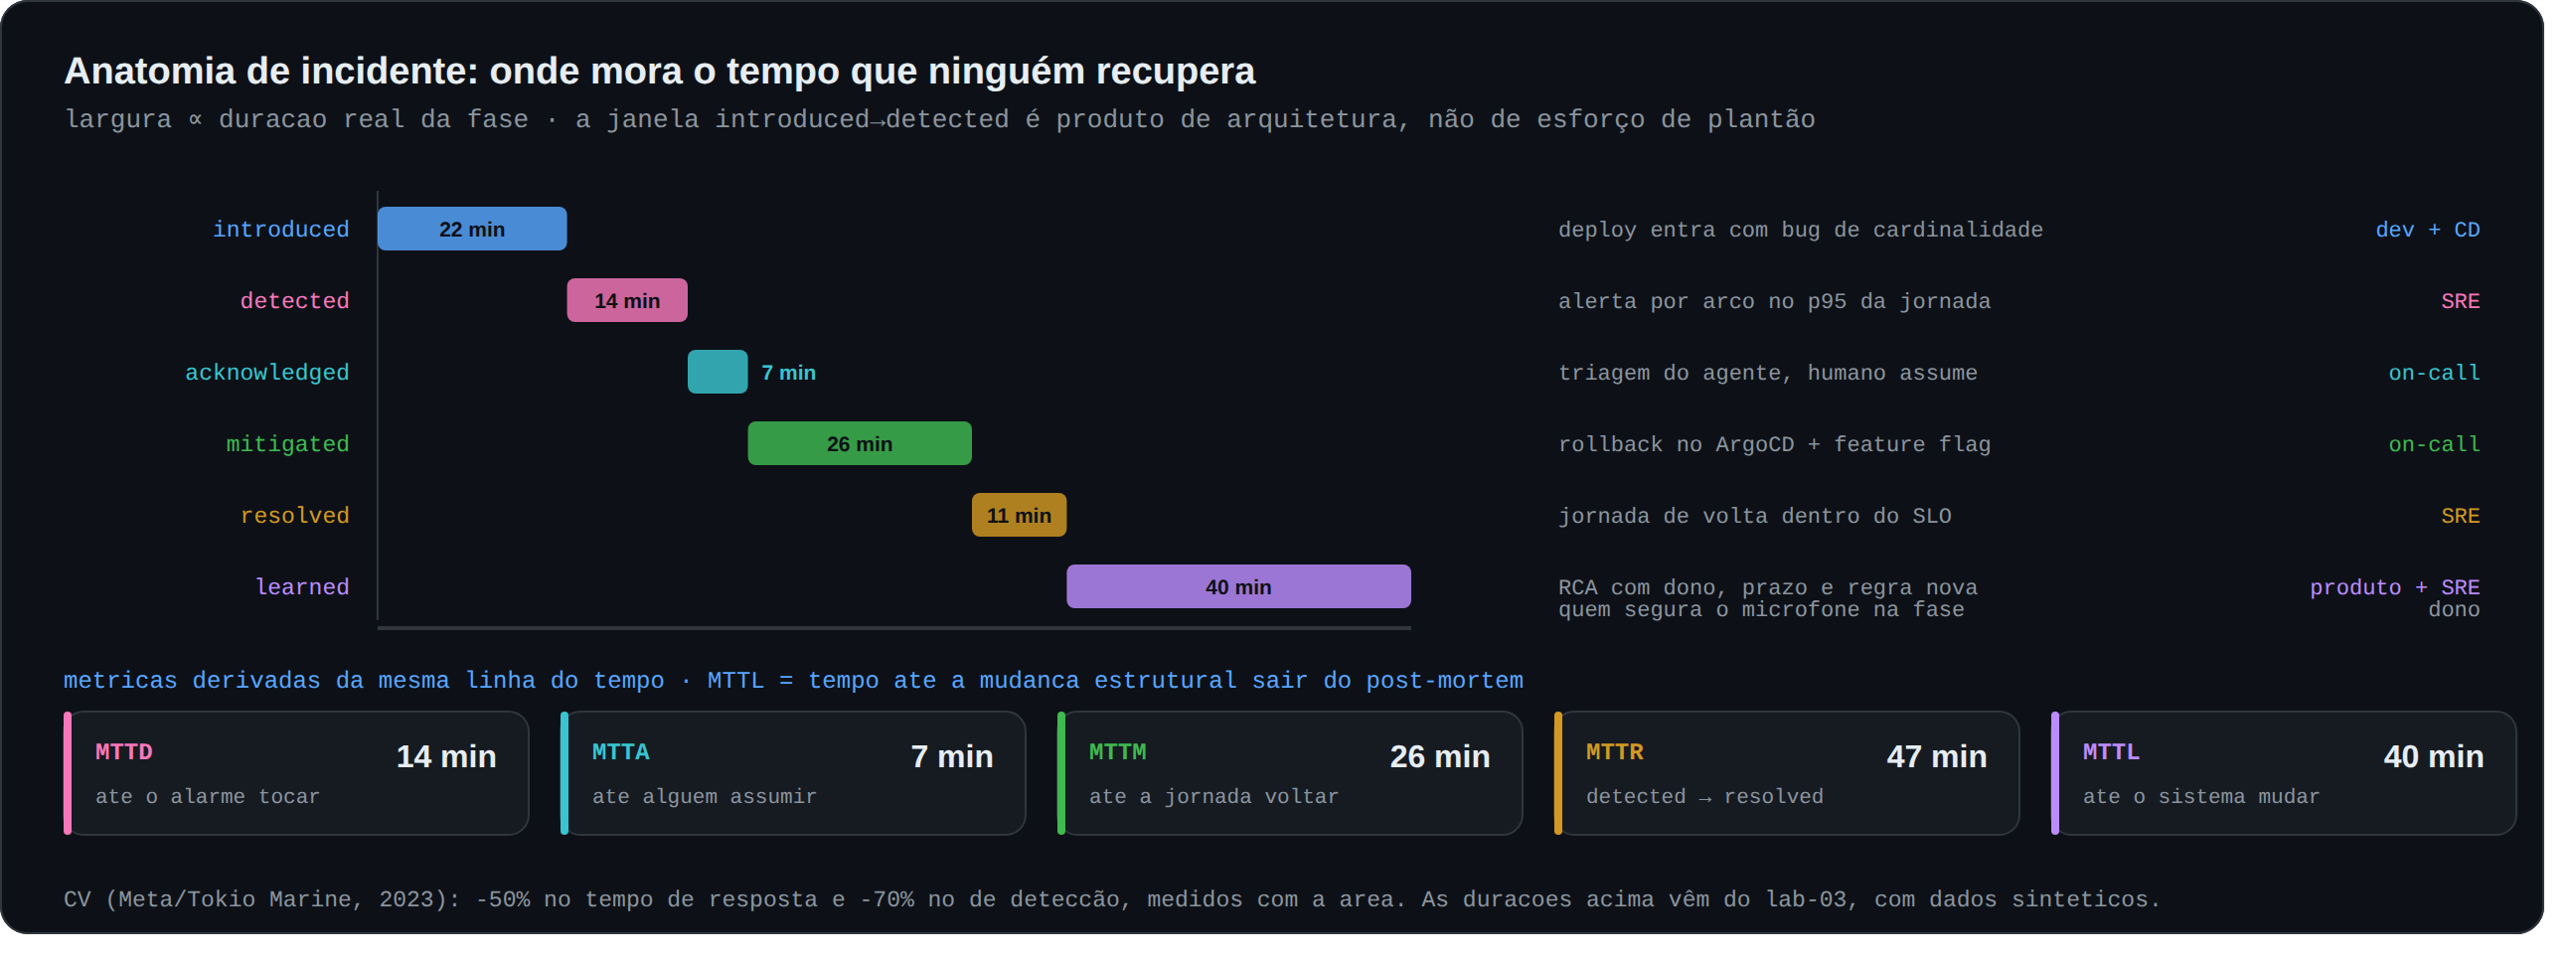 Anatomia de incidente: onde mora o tempo que ninguém recupera
largura ∝ duracao real da fase · a janela introduced→detected é produto de arquitetura, não de esforço de plantão
introduced 22 min deploy entra com bug de cardinalidade dev + CD
detected 14 min alerta por arco no p95 da jornada SRE
acknowledged 7 min triagem do agente, humano assume on-call
mitigated 26 min rollback no ArgoCD + feature flag on-call
resolved 11 min jornada de volta dentro do SLO SRE
learned 40 min RCA com dono, prazo e regra nova produto + SRE
quem segura o microfone na fase dono
metricas derivadas da mesma linha do tempo · MTTL = tempo ate a mudanca estrutural sair do post-mortem
MTTD 14 min
ate o alarme tocar
MTTA 7 min
ate alguem assumir
MTTM 26 min
ate a jornada voltar
MTTR 47 min
detected → resolved
MTTL 40 min
ate o sistema mudar
CV (Meta/Tokio Marine, 2023): -50% no tempo de resposta e -70% no de deteccão, medidos com a area. As duracoes acima vêm do lab-03, com dados sinteticos.